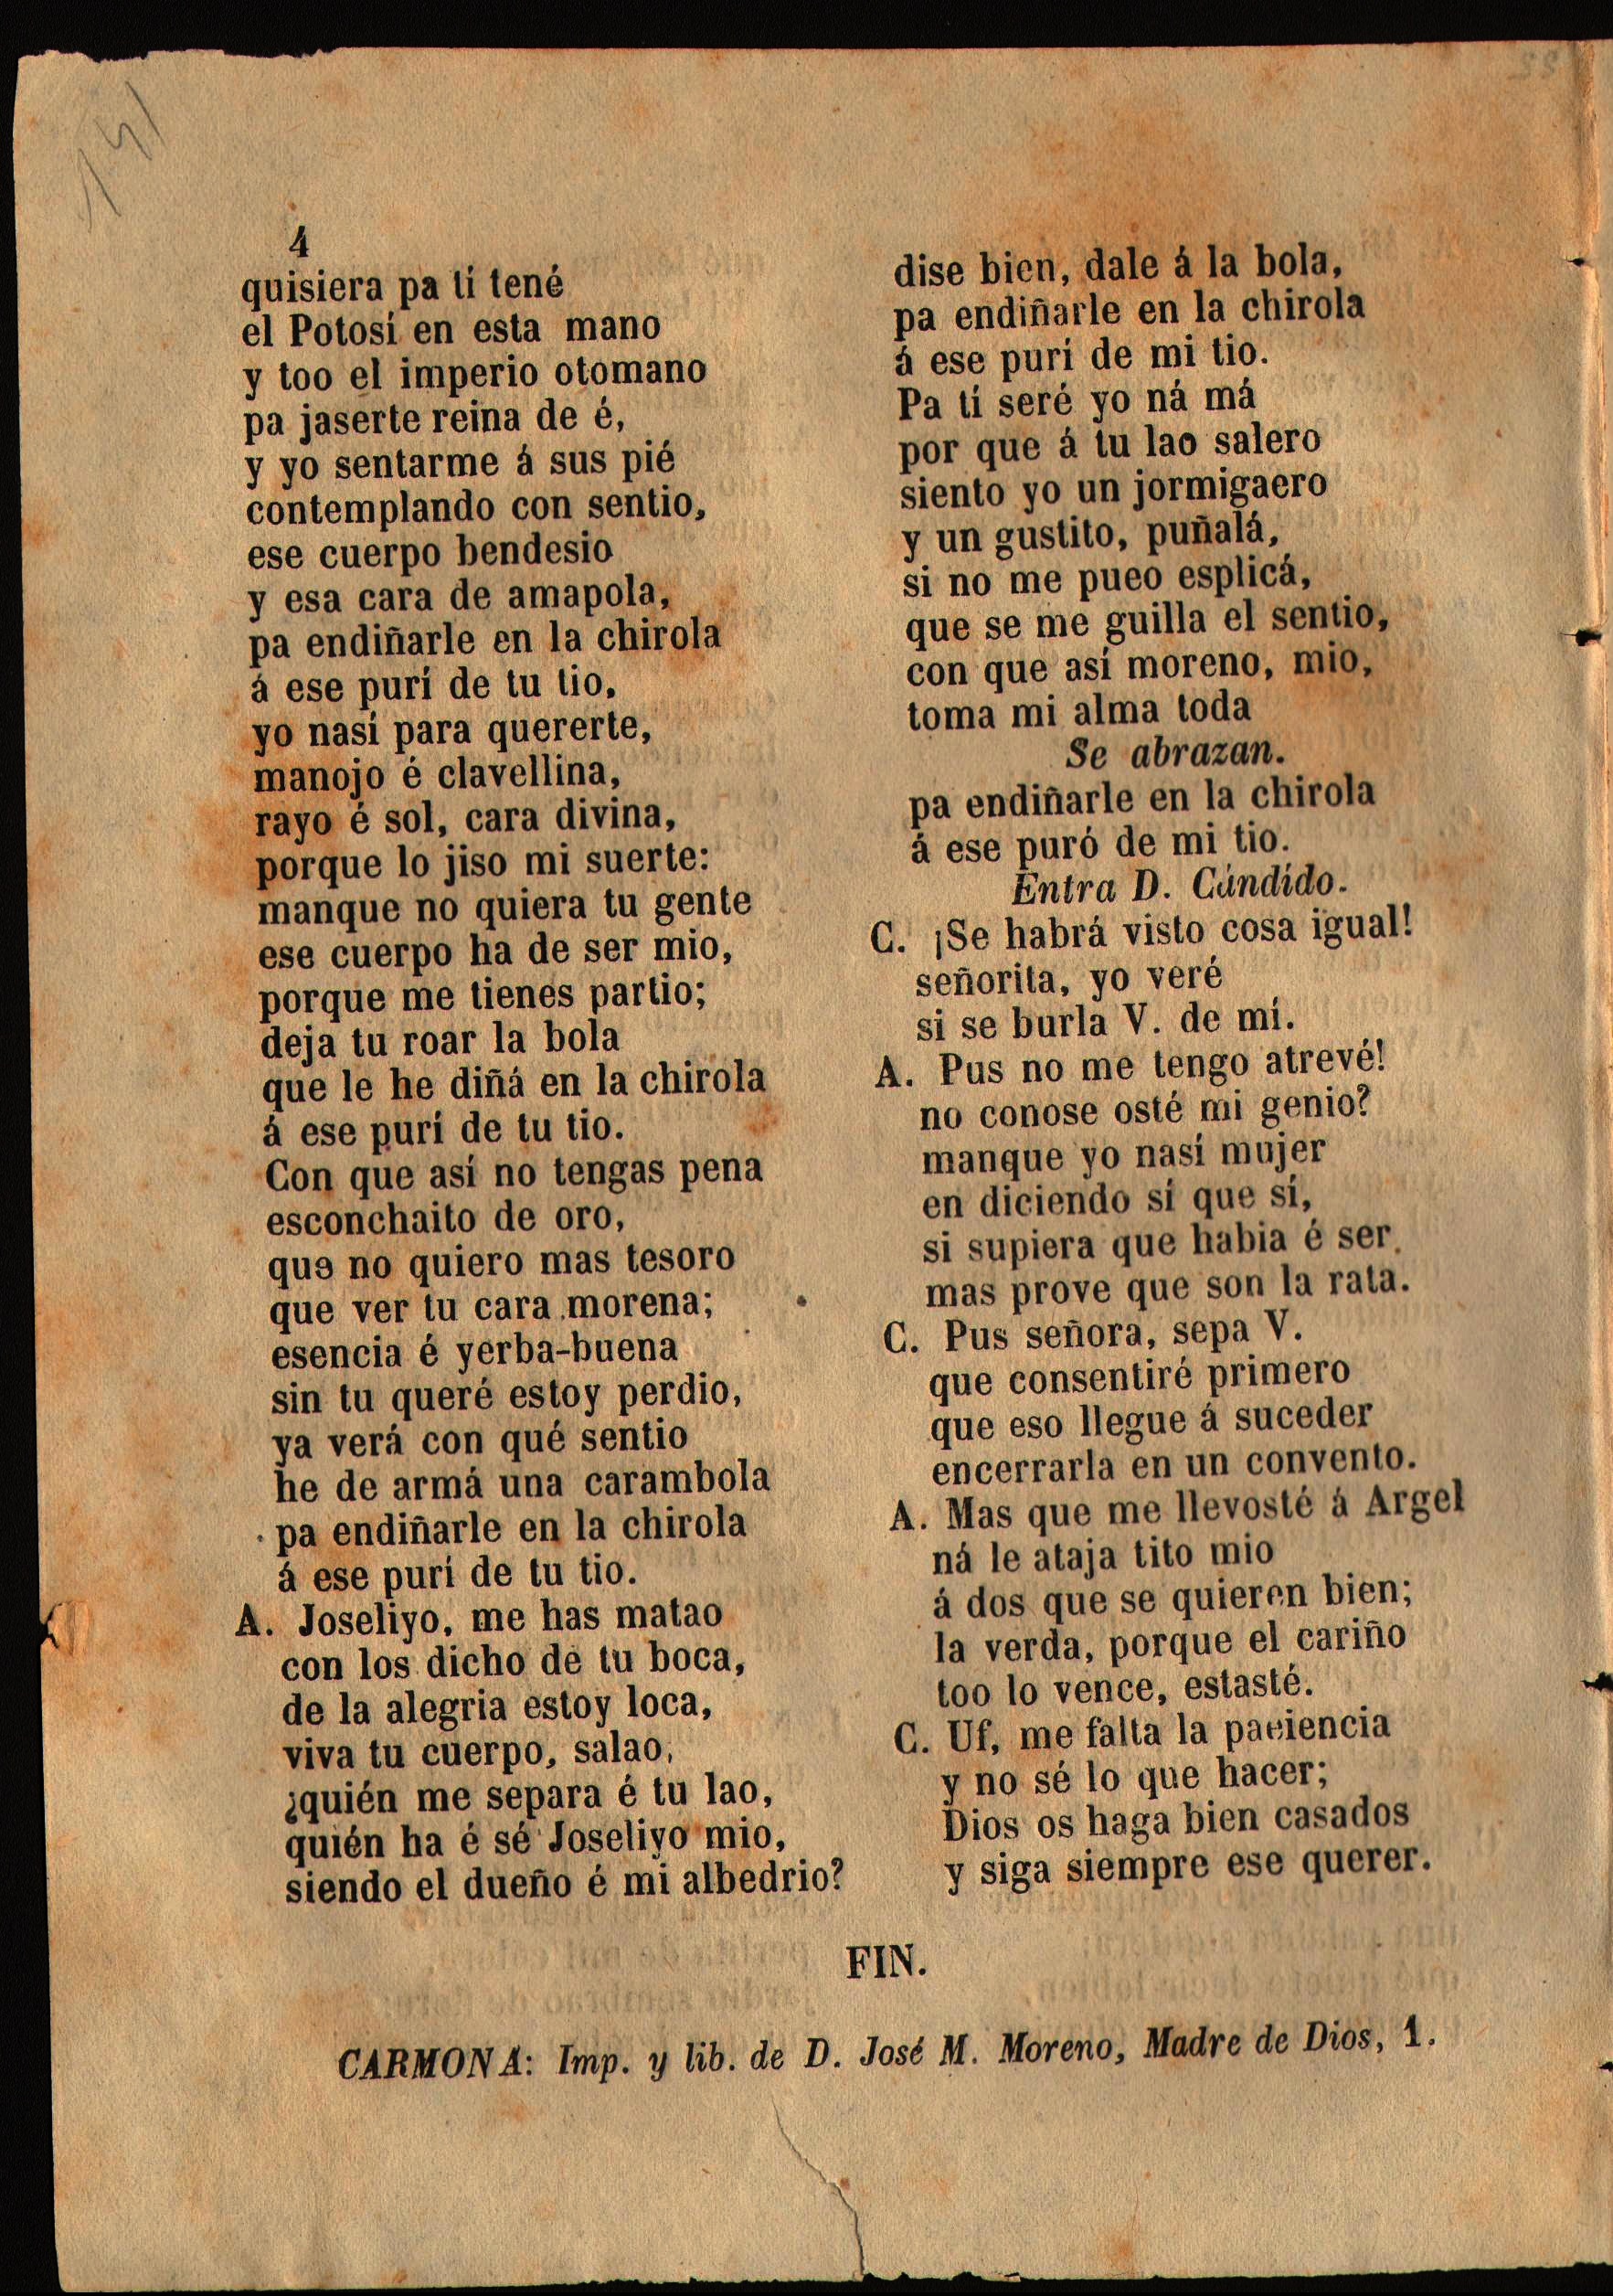 141
4
quisiera pa tí tené
el Potosí en esta mano
y too el imperio otomano
pa jaserte reina de é,
y yo sentarme á sus pié
contemplando con sentio,
ese cuerpo bendesio
y esa cara de amapola,
pa endiñarle en la chirola
á ese purí de tu tio,
yo nasí para quererte,
manojo é clavellina,
rayo é sol, cara divina,
porque lo jiso mi suerte:
manque no quiera tu gente
ese cuerpo ha de ser mio,
porque me tienes partio;
deja tu roar la bola
que le he diñá en la chirola
á ese purí de tu tio.
Con que así no tengas pena
esconchaito de oro,
que no quiero mas tesoro
que ver tu cara morena;
esencia é yerba-buena
sin tu queré estoy perdio,
ya verá con qué sentio
he de armá una carambola
pa endiñarle en la chirola
á ese purí de tu tio.
A. Joseliyo, me has matao
con los dicho de tu boca,
de la alegria estoy loca,
viva tu cuerpo, salao,
¿quién me separa é tu lao,
quién ha é sé Joseliyo mio,
siendo el dueño é mi albedrio?
dise bien, dale á la bola,
pa endiñarle en la chirola
á ese purí de mi tio.
Pa tí seré yo ná má
por que á tu lao salero
siento yo un jormigaero
y un gustito, puñalá,
si no me pueo esplicá,
que se me guilla el sentio,
con que así moreno, mio,
toma mi alma toda
Se abrazan.
pa endiñarle en la chirola
á ese puró de mi tio.
Entra D. Cándido.
C. ¡Se habrá visto cosa igual!
señorita, yo veré
si se burla V. de mí.
A. Pus no me tengo atrevé!
no conose osté mi genio?
manque yo nasí mujer
en diciendo sí que sí,
si supiera que habia é ser
mas prove que son la rata.
C. Pus señora, sepa V.
que consentiré primero
que eso llegue á suceder
encerrarla en un convento.
A. Mas que me llevosté á Argel
ná le ataja tito mio
á dos que se quieren bien;
la verda, porque el cariño
too lo vence, estasté.
C. Uf, me falta la paciencia
y no sé lo que hacer;
Dios os haga bien casados
y siga siempre ese querer.
FIN.
CARMONA: Imp. y lib. de D. José M. Moreno, Madre de Dios, 1.